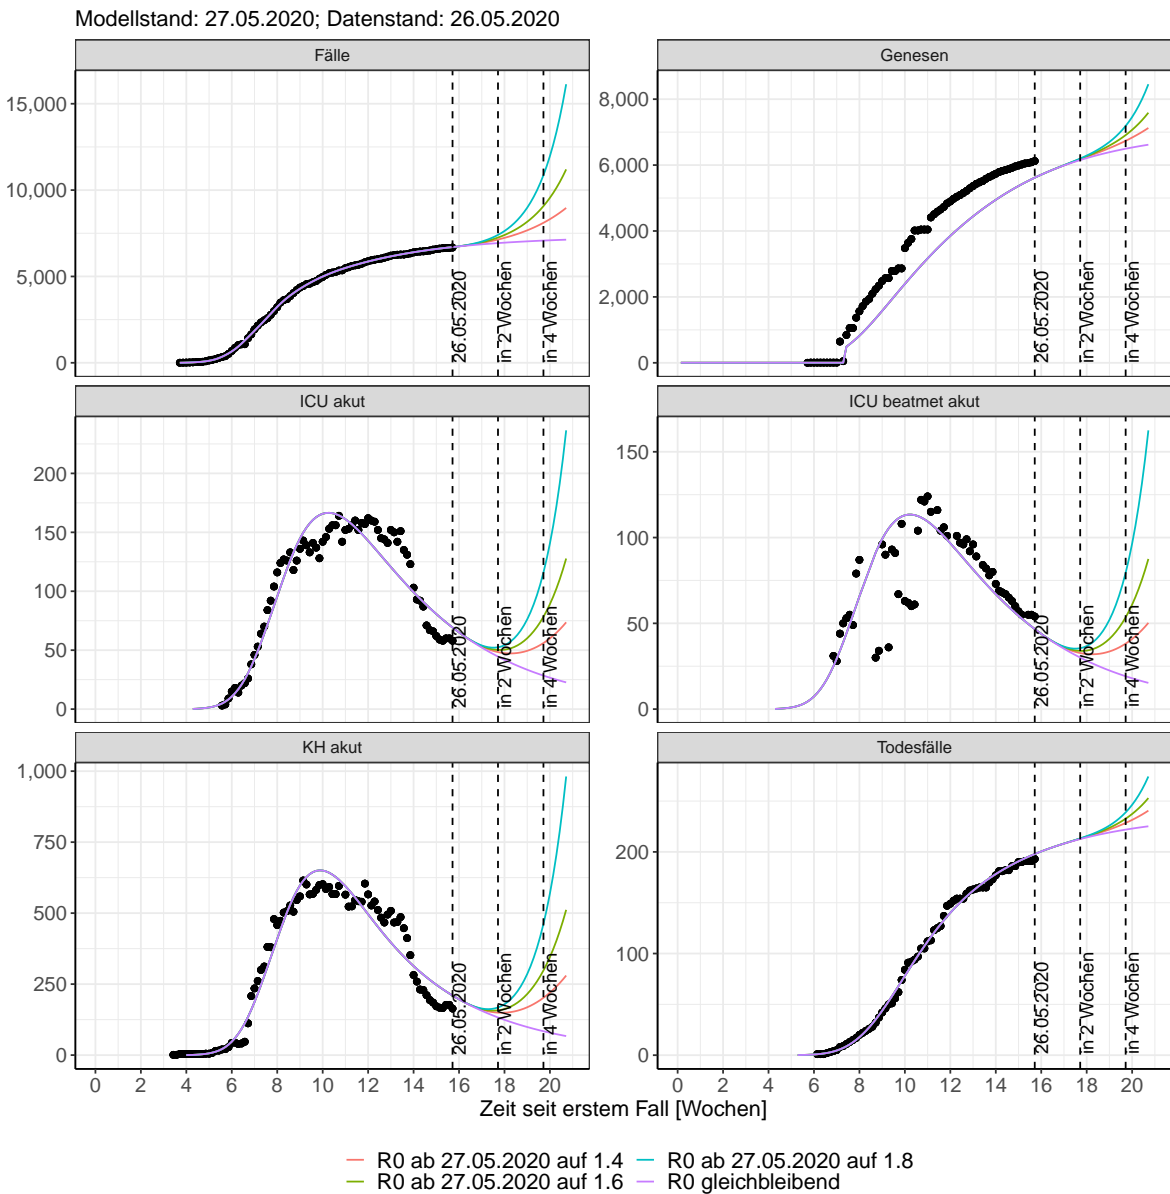 Modellstand: 27.05.2020; Datenstand: 26.05.2020
Fälle
15,000
10,000
5,000
0
26.05.2020
in 2 Wochen
in 4 Wochen
Genesen
8,000
6,000
4,000
2,000
0
26.05.2020
in 2 Wochen
in 4 Wochen
ICU akut
200
150
100
50
0
26.05.2020
in 2 Wochen
in 4 Wochen
ICU beatmet akut
150
100
50
0
26.05.2020
in 2 Wochen
in 4 Wochen
KH akut
1,000
750
500
250
0
26.05.2020
in 2 Wochen
in 4 Wochen
0 2 4 6 8 10 12 14 16 18 20
Todesfälle
200
100
0
26.05.2020
in 2 Wochen
in 4 Wochen
0 2 4 6 8 10 12 14 16 18 20
Zeit seit erstem Fall [Wochen]
R0 ab 27.05.2020 auf 1.4
R0 ab 27.05.2020 auf 1.8
R0 ab 27.05.2020 auf 1.6
R0 gleichbleibend